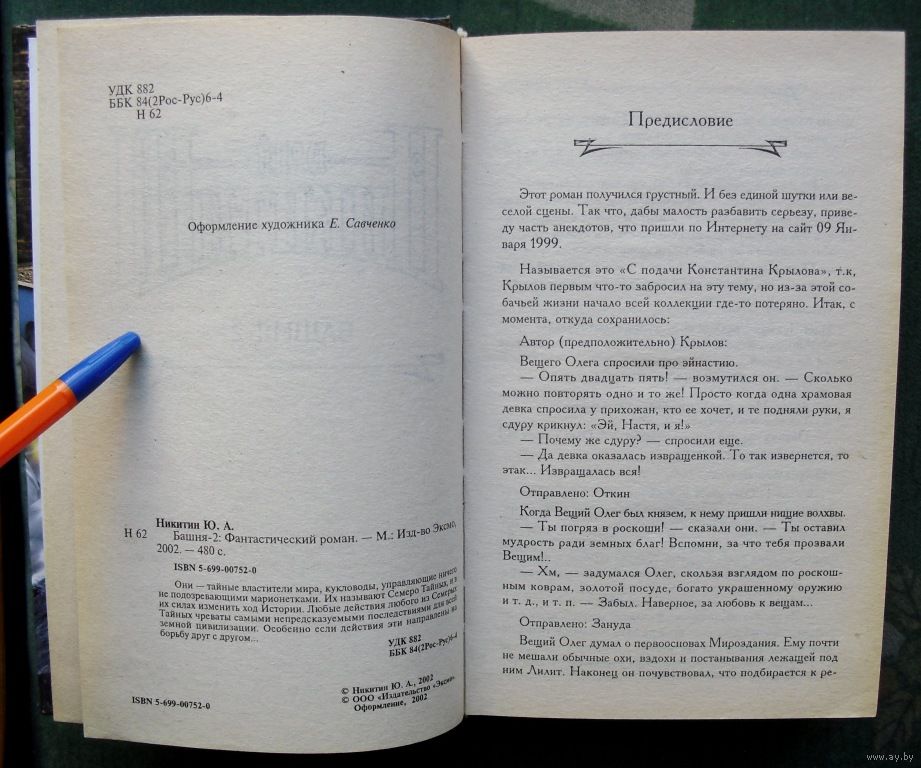 УДК 882
ББК 84(2Рос-Рус)6-4
Н 62
Оформление художника Е. Савченко
Никитин Ю. А.
Н 62 Башня-2: Фантастический роман. — М.: Изд-во Эксмо,
2002. — 480 с.
ISBN 5-699-00752-0
Они — тайные властители мира, кукловоды, управляющие ничего
не подозревающими марионетками. Их называют Семеро Тайных, и в
их силах изменить ход Истории. Любые действия любого из Семерых
Тайных чреваты самыми непредсказуемыми последствиями для всей
земной цивилизации. Особенно если действия эти направлены на
борьбу друг с другом...
УДК 882
ББК 84(2Рос-Рус)6-4
© Никитин Ю. А., 2002
© ООО «Издательство «Эксмо».
Оформление, 2002
ISBN 5-699-00752-0
Предисловие
Этот роман получился грустный. И без единой шутки или ве-
селой сцены. Так что, дабы малость разбавить серьезу, приве-
ду часть анекдотов, что пришли по Интернету на сайт 09 Ян-
варя 1999.
Называется это «С подачи Константина Крылова», т.к,
Крылов первым что-то забросил на эту тему, но из-за этой со-
бачьей жизни начало всей коллекции где-то потеряно. Итак, с
момента, откуда сохранилось:
Автор (предположительно) Крылов:
Вещего Олега спросили про эйнастию.
— Опять двадцать пять! — возмутился он. — Сколько
можно повторять одно и то же! Просто когда одна храмовая
девка спросила у прихожан, кто ее хочет, и те подняли руки, я
сдуру крикнул: «Эй, Настя, и я!»
— Почему же сдуру? — спросили еще.
— Да девка оказалась извращенкой. То так извернется, то
этак... Извращалась вся!
Отправлено: Откин
Когда Вещий Олег был князем, к нему пришли нищие волхвы.
— Ты погряз в роскоши! — сказали они. — Ты оставил
мудрость ради земных благ! Вспомни, за что тебя прозвали
Вещим!..
— Хм, — задумался Олег, скользя взглядом по роскош-
ным коврам, золотой посуде, богато украшенному оружию
и т. д., и т. п. — Забыл. Наверное, за любовь к вещам...
Отправлено: Зануда
Вещий Олег думал о первоосновах Мироздания. Ему почти
не мешали обычные охи, вздохи и постанывания лежащей под
ним Лилит. Наконец он почувствовал, что подбирается к ре-
www.ay.by